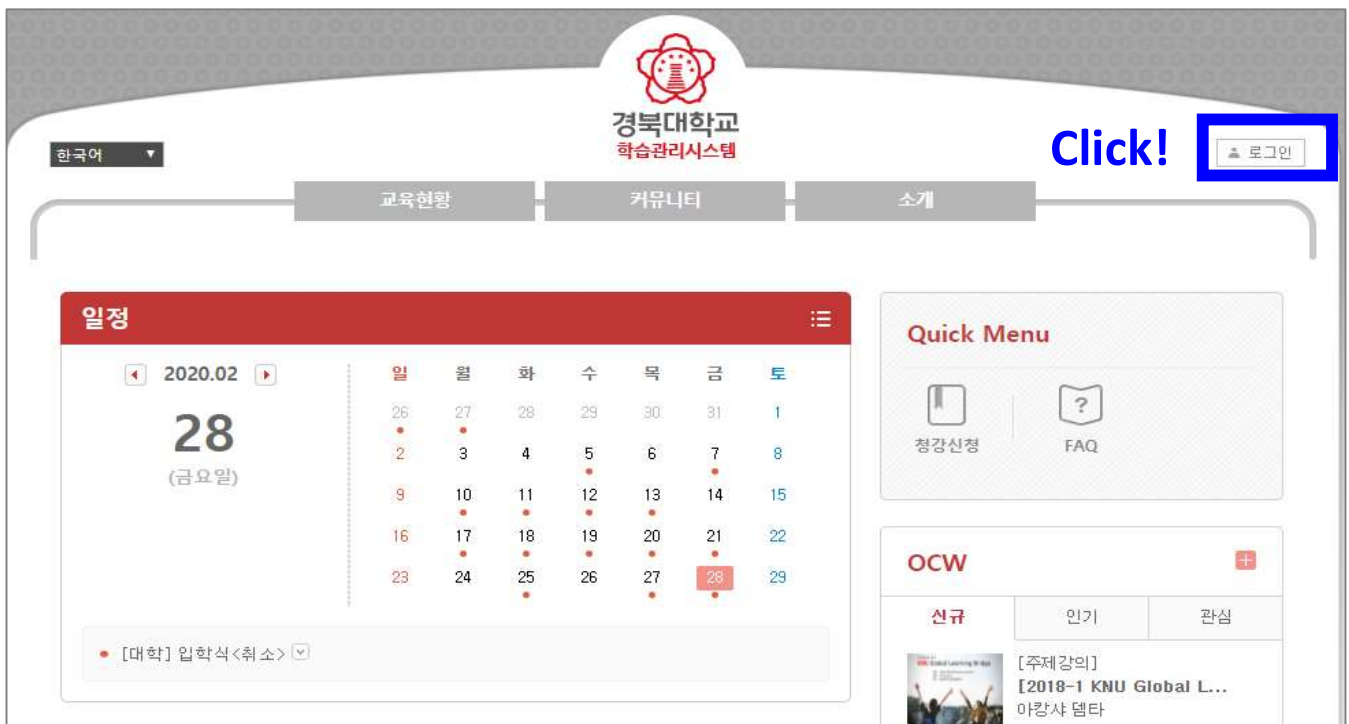 경북대학교
학습관리시스템
한국어
Click!
로그인
교육현황 커뮤니티 소개
일정
2020.02
28
(금요일)
일 월 화 수 목 금 토
26 27 28 29 30 31 1
2 3 4 5 6 7 8
9 10 11 12 13 14 15
16 17 18 19 20 21 22
23 24 25 26 27 28 29
[대학] 입학식<취소>
Quick Menu
?
청강신청 FAQ
OCW
신규 인기 관심
[주제강의]
[2018-1 KNU Global L...
아캉샤 뎀타